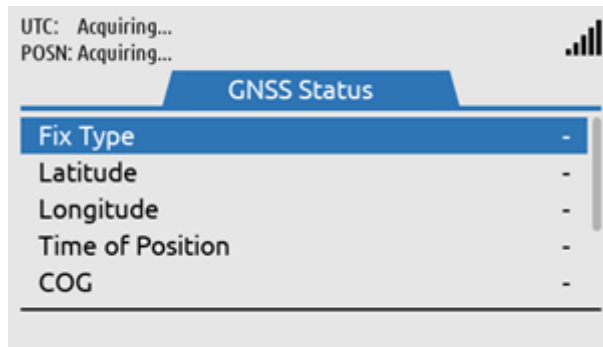 UTC: Acquiring...
POSN: Acquiring...
GNSS Status
Fix Type -
Latitude -
Longitude -
Time of Position -
COG -